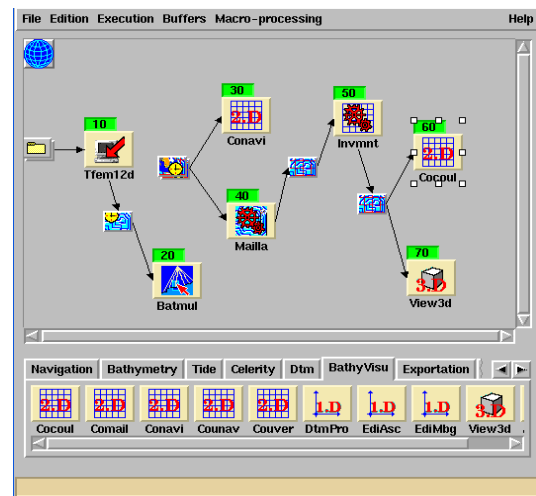 File Edition Execution Buffers Macro-processing Help
30 50
2.D
10 Conavi Invmnt 60
2.D
Tfem12d Cocoul
40
Mailla
20 70
3.D
Batmul View3d
Navigation Bathymetry Tide Celerity Dtm BathyVisu Exportation
2.D 2.D 2.D 2.D 2.D 1.D 1.D 1.D 3.D
Cocoul Comail Conavi Counav Couver DtmPro EdiAsc EdiMbg View3d